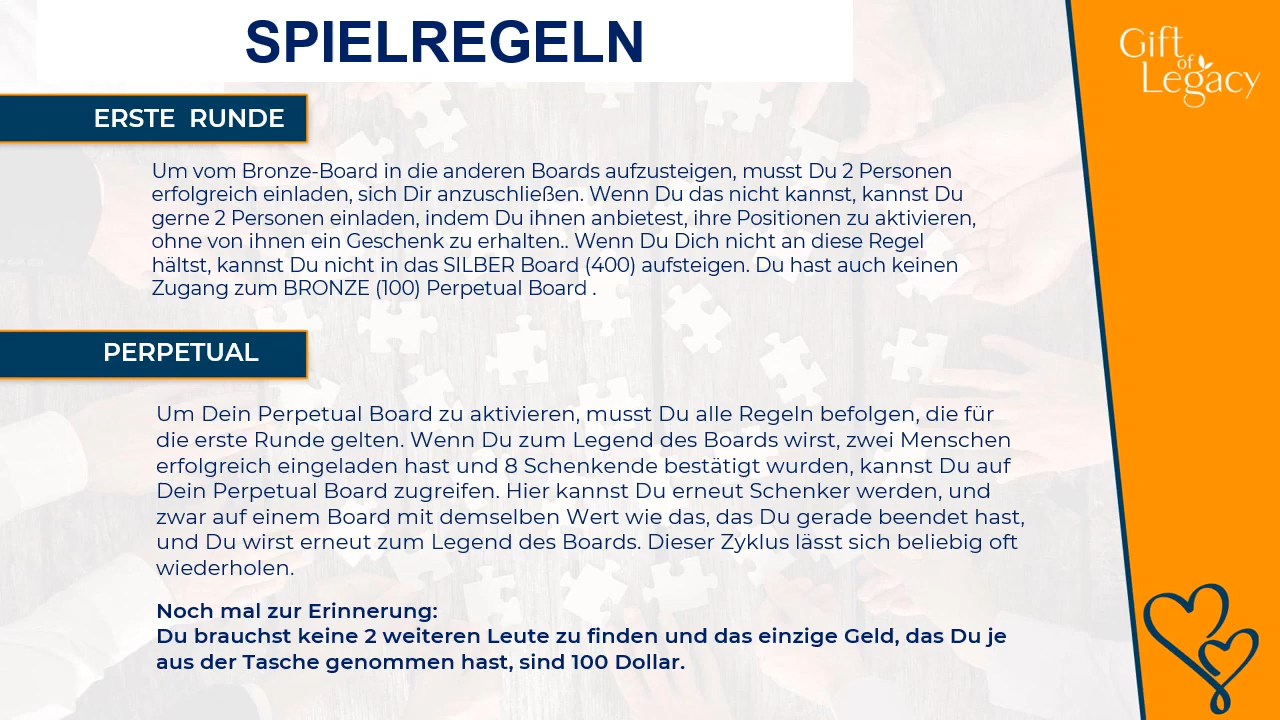 SPIELREGELN
Gift
of
Legacy
ERSTE RUNDE
Um vom Bronze-Board in die anderen Boards aufzusteigen, musst Du 2 Personen
erfolgreich einladen, sich Dir anzuschließen. Wenn Du das nicht kannst, kannst Du
gerne 2 Personen einladen, indem Du ihnen anbietest, ihre Positionen zu aktivieren,
ohne von ihnen ein Geschenk zu erhalten.. Wenn Du Dich nicht an diese Regel
hältst, kannst Du nicht in das SILBER Board (400) aufsteigen. Du hast auch keinen
Zugang zum BRONZE (100) Perpetual Board .
PERPETUAL
Um Dein Perpetual Board zu aktivieren, musst Du alle Regeln befolgen, die für
die erste Runde gelten. Wenn Du zum Legend des Boards wirst, zwei Menschen
erfolgreich eingeladen hast und 8 Schenkende bestätigt wurden, kannst Du auf
Dein Perpetual Board zugreifen. Hier kannst Du erneut Schenker werden, und
zwar auf einem Board mit demselben Wert wie das, das Du gerade beendet hast,
und Du wirst erneut zum Legend des Boards. Dieser Zyklus lässt sich beliebig oft
wiederholen.
Noch mal zur Erinnerung:
Du brauchst keine 2 weiteren Leute zu finden und das einzige Geld, das Du je
aus der Tasche genommen hast, sind 100 Dollar.